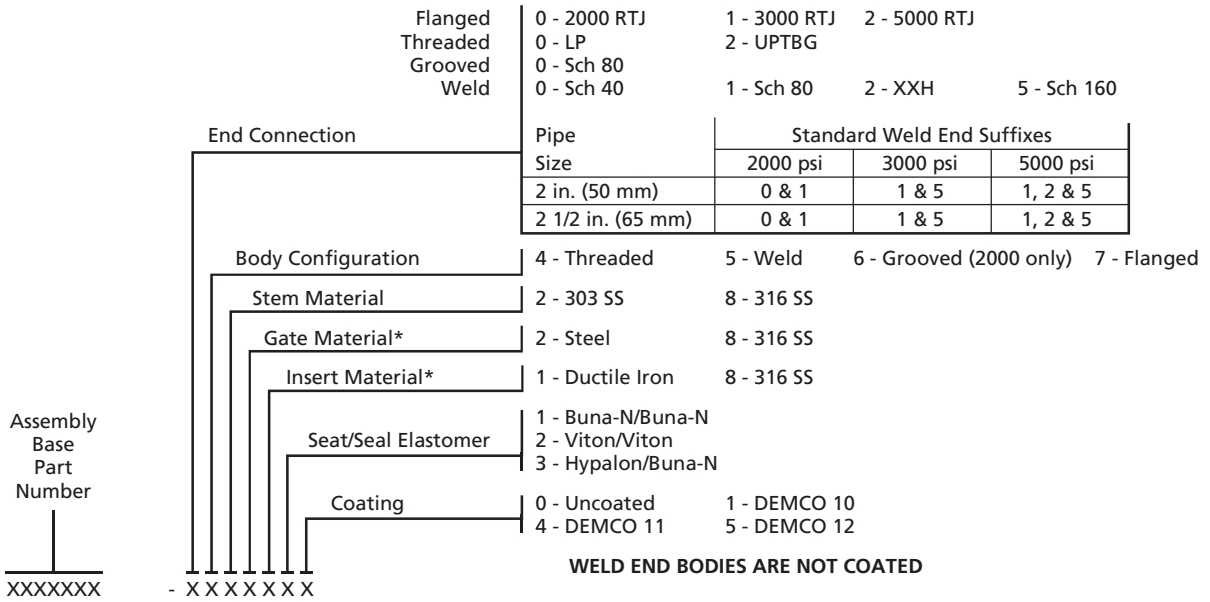 Flanged 0 - 2000 RTJ 1 - 3000 RTJ 2 - 5000 RTJ
Threaded 0 - LP 2 - UPTBG
Grooved 0 - Sch 80
Weld 0 - Sch 40 1 - Sch 80 2 - XXH 5 - Sch 160
End Connection
Pipe Standard Weld End Suffixes
Size 2000 psi 3000 psi 5000 psi
2 in. (50 mm) 0 & 1 1 & 5 1, 2 & 5
2 1/2 in. (65 mm) 0 & 1 1 & 5 1, 2 & 5
Body Configuration 4 - Threaded 5 - Weld 6 - Grooved (2000 only) 7 - Flanged
Stem Material 2 - 303 SS 8 - 316 SS
Gate Material* 2 - Steel 8 - 316 SS
Insert Material* 1 - Ductile Iron 8 - 316 SS
Seat/Seal Elastomer
1 - Buna-N/Buna-N
2 - Viton/Viton
3 - Hypalon/Buna-N
Coating 0 - Uncoated 1 - DEMCO 10
4 - DEMCO 11 5 - DEMCO 12
WELD END BODIES ARE NOT COATED
Assembly
Base
Part
Number
XXXXXXX - X X X X X X X